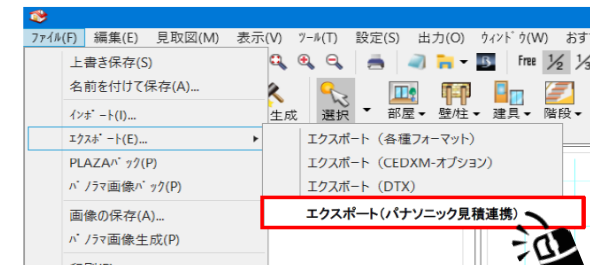 ファイル(F) 編集(E) 見取図(M) 表示(V) ツール(T) 設定(S) 出力(O) ウィンドウ(W) おす
上書き保存(S)
名前を付けて保存(A)...
Free 1/2
インポート(I)...
生成 選択 部屋 壁/柱 建具 階段
エクスポート(E)...
エクスポート（各種フォーマット）
PLAZAパック(P)
エクスポート（CEDXM-オプション）
パノラマ画像パック(P)
エクスポート（DTX）
画像の保存(A)...
エクスポート（パナソニック見積連携）
パノラマ画像生成(P)